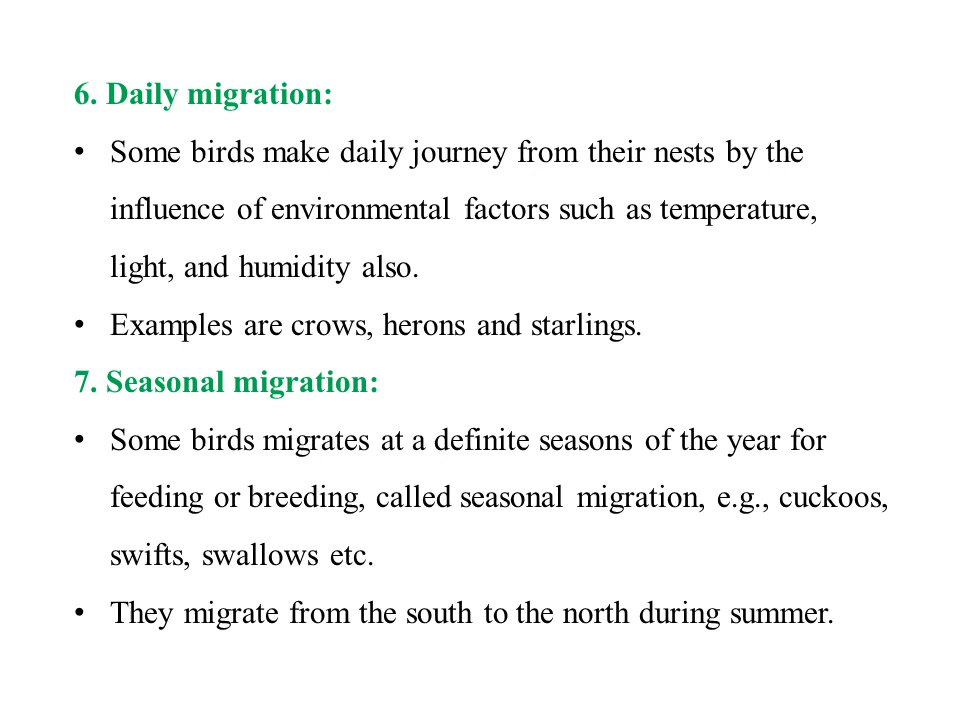 6. Daily migration:
• Some birds make daily journey from their nests by the
influence of environmental factors such as temperature,
light, and humidity also.
• Examples are crows, herons and starlings.
7. Seasonal migration:
• Some birds migrates at a definite seasons of the year for
feeding or breeding, called seasonal migration, e.g., cuckoos,
swifts, swallows etc.
• They migrate from the south to the north during summer.